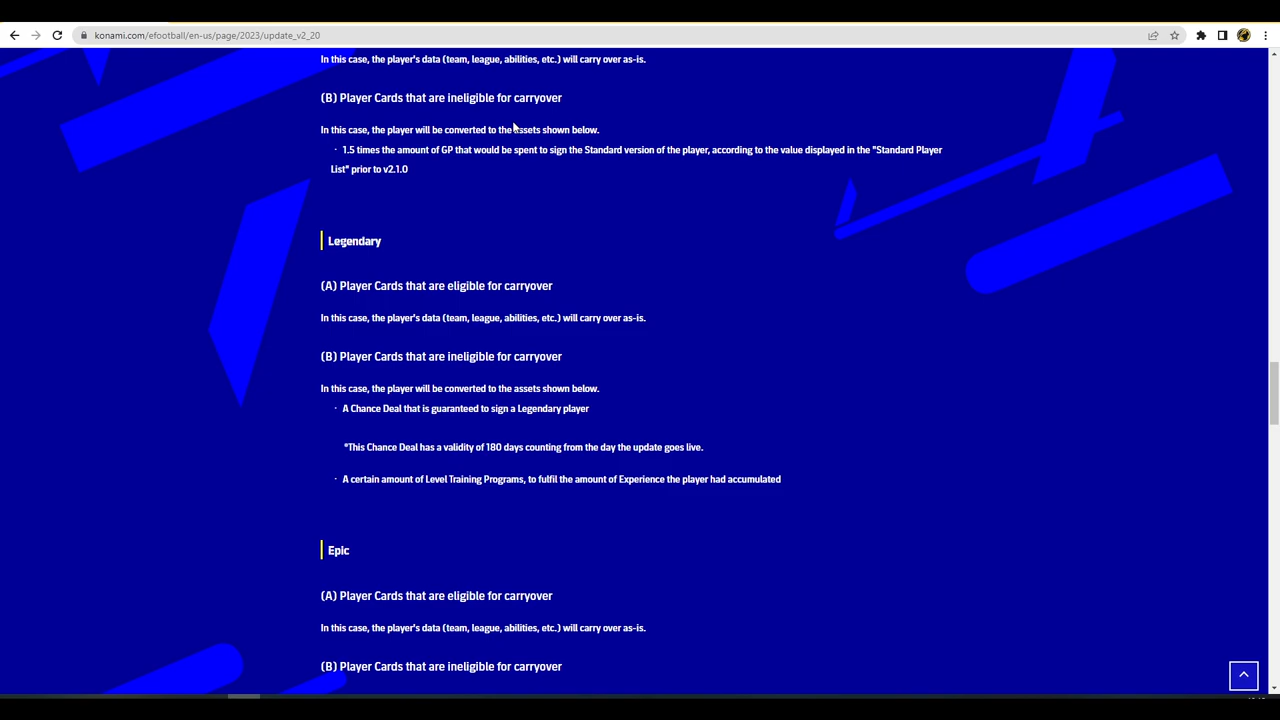 konami.com/efootball/en-us/page/2023/update_v2_20
In this case, the player's data (team, league, abilities, etc.) will carry over as-is.
(B) Player Cards that are ineligible for carryover
In this case, the player will be converted to the assets shown below.
・ 1.5 times the amount of GP that would be spent to sign the Standard version of the player, according to the value displayed in the "Standard Player
List" prior to v2.1.0
Legendary
(A) Player Cards that are eligible for carryover
In this case, the player's data (team, league, abilities, etc.) will carry over as-is.
(B) Player Cards that are ineligible for carryover
In this case, the player will be converted to the assets shown below.
・ A Chance Deal that is guaranteed to sign a Legendary player
*This Chance Deal has a validity of 180 days counting from the day the update goes live.
・ A certain amount of Level Training Programs, to fulfil the amount of Experience the player had accumulated
Epic
(A) Player Cards that are eligible for carryover
In this case, the player's data (team, league, abilities, etc.) will carry over as-is.
(B) Player Cards that are ineligible for carryover